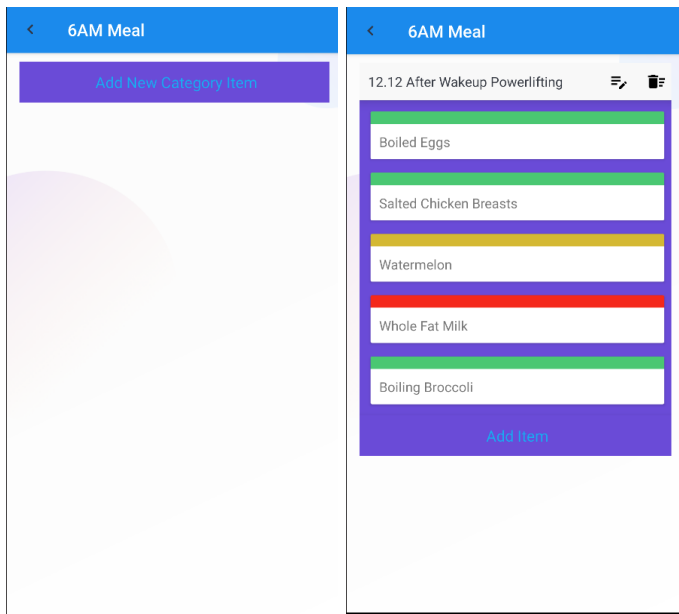 6AM Meal
Add New Category Item
6AM Meal
12.12 After Wakeup Powerlifting
Boiled Eggs
Salted Chicken Breasts
Watermelon
Whole Fat Milk
Boiling Broccoli
Add Item